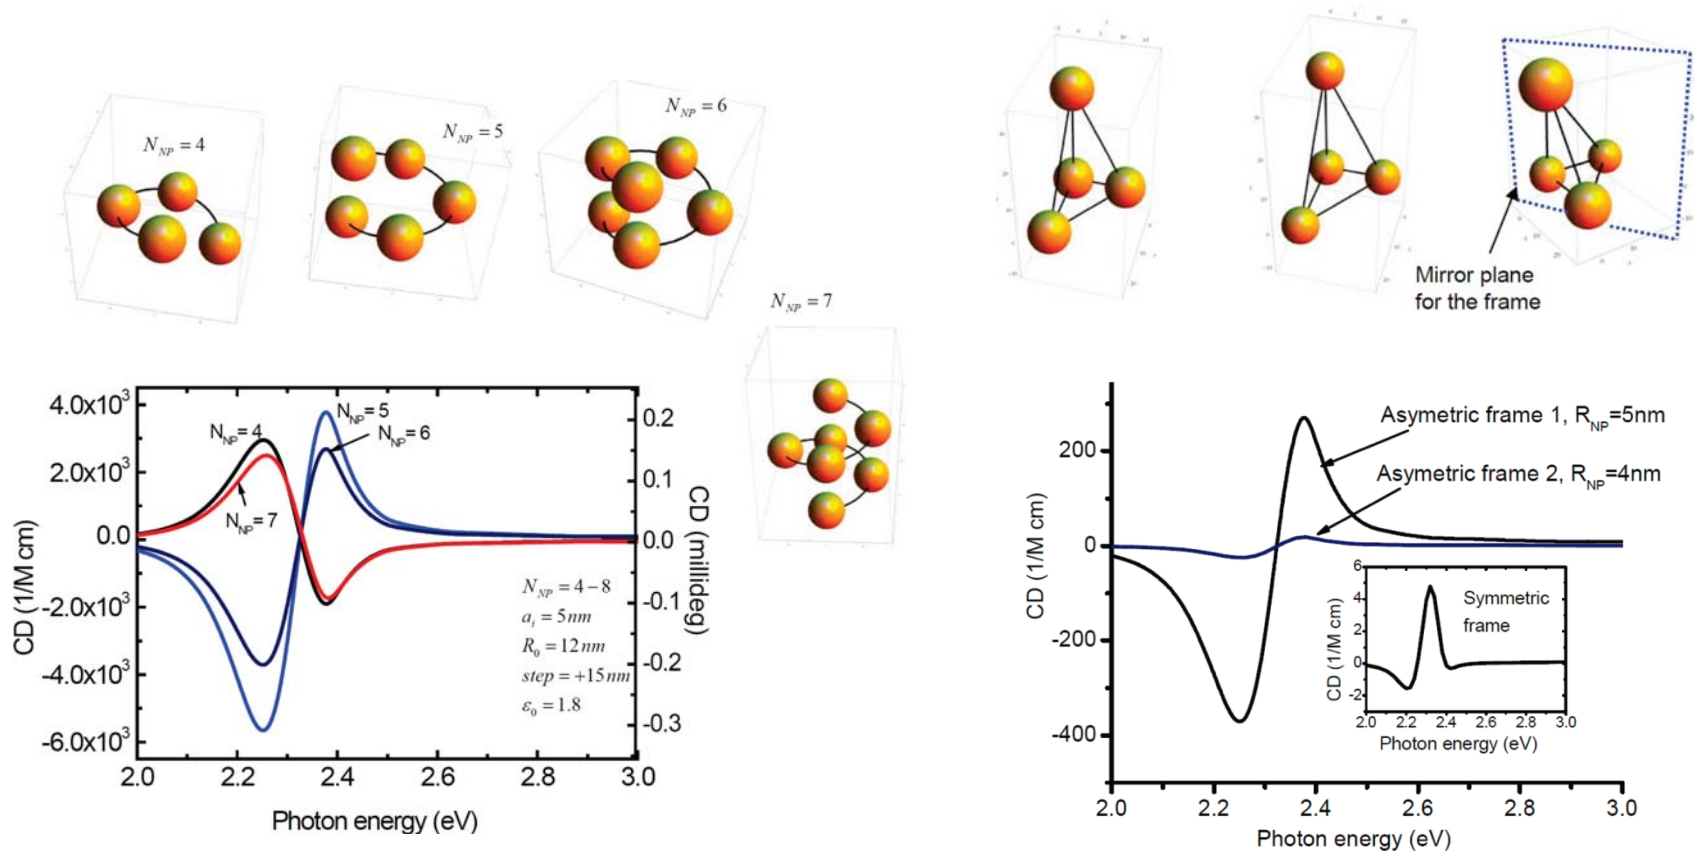 N_NP = 4
N_NP = 5
N_NP = 6
N_NP = 7
4.0x10³
2.0x10³
0.0
-2.0x10³
-4.0x10³
-6.0x10³
CD (1/M cm)
N_NP= 4
N_NP= 5
N_NP= 6
N_NP= 7
N_NP = 4 – 8
a_i = 5nm
R_0 = 12nm
step = +15nm
ε_0 = 1.8
0.2
0.1
0.0
-0.1
-0.2
-0.3
CD (millideg)
2.0 2.2 2.4 2.6 2.8 3.0
Photon energy (eV)
Mirror plane
for the frame
200
0
-200
-400
CD (1/M cm)
Asymetric frame 1, R_NP=5nm
Asymetric frame 2, R_NP=4nm
6
4
2
0
-2
CD (1/M cm)
Symmetric
frame
2.0 2.2 2.4 2.6 2.8 3.0
Photon energy (eV)
2.0 2.2 2.4 2.6 2.8 3.0
Photon energy (eV)